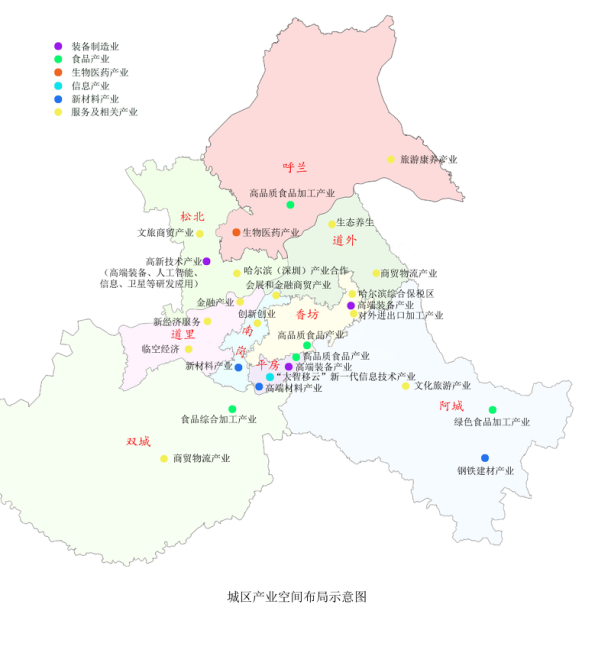 装备制造业
食品产业
生物医药产业
信息产业
新材料产业
服务及相关产业
呼兰
旅游康养产业
高品质食品加工产业
松北
文旅商贸产业
生物医药产业
生态养生
道外
高新技术产业
（高端装备、人工智能、
信息、卫星等研发应用）
哈尔滨（深圳）产业合作
商贸物流产业
会展和金融商贸产业
哈尔滨综合保税区
金融产业
高端装备产业
创新创业
香坊
对外进出口加工产业
新经济服务
道里
南
岗
高品质食品产业
临空经济
高品质食品产业
新材料产业
平房
高端装备产业
“大智移云”新一代信息技术产业
高端材料产业
文化旅游产业
阿城
食品综合加工产业
绿色食品加工产业
双城
商贸物流产业
钢铁建材产业
城区产业空间布局示意图